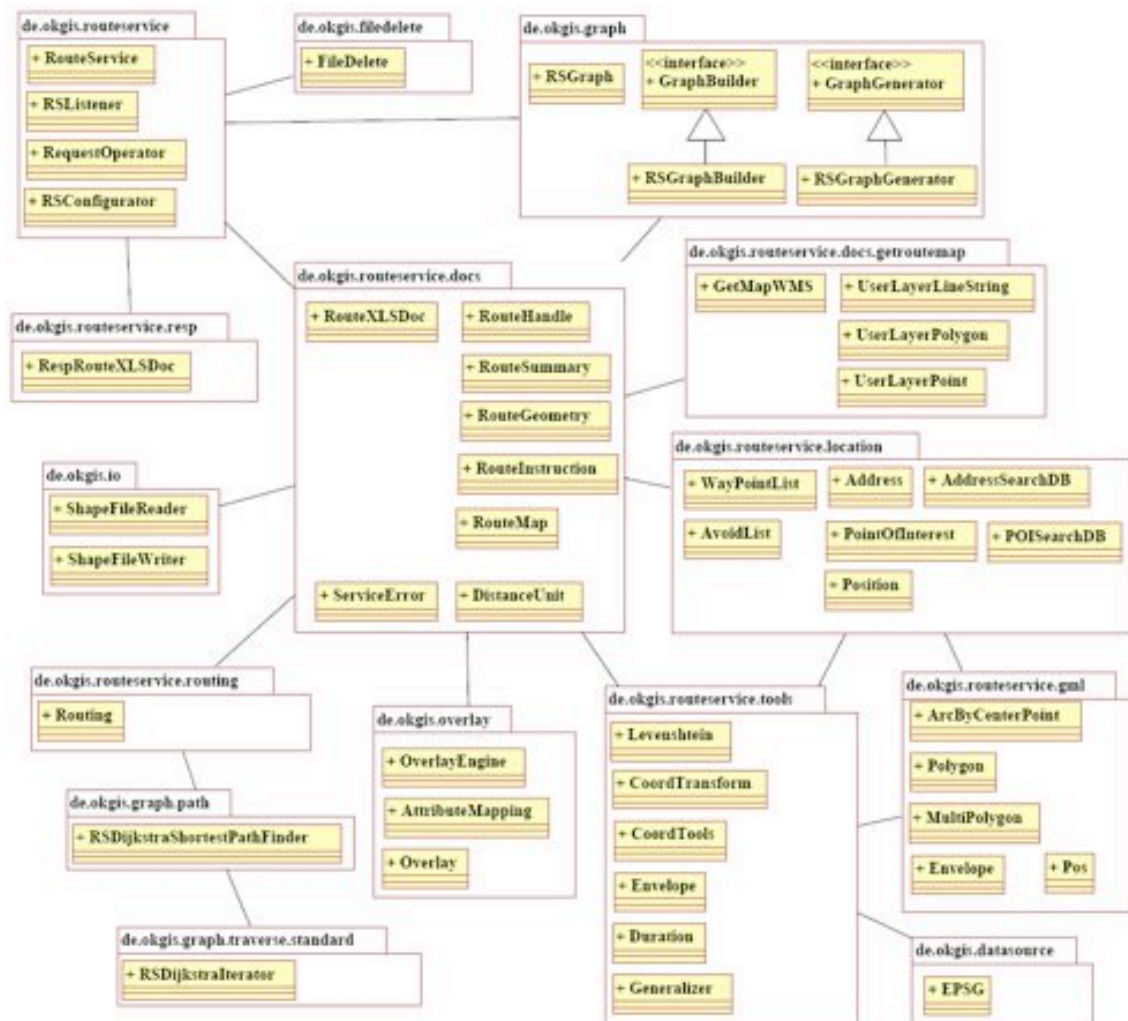 de.okgis.routeservice
+ RouteService
+ RSListener
+ RequestOperator
+ RSConfigurator
de.okgis.filedelete
+ FileDelete
de.okgis.graph
+ RSGraph
<<interface>>
+ GraphBuilder
<<interface>>
+ GraphGenerator
+ RSGraphBuilder
+ RSGraphGenerator
de.okgis.routeservice.docs
+ RouteXLSDoc
+ RouteHandle
+ RouteSummary
+ RouteGeometry
+ RouteInstruction
+ RouteMap
+ ServiceError
+ DistanceUnit
de.okgis.routeservice.docs.getroutemap
+ GetMapWMS
+ UserLayerLineString
+ UserLayerPolygon
+ UserLayerPoint
de.okgis.routeservice.resp
+ RespRouteXLSDoc
de.okgis.io
+ ShapeFileReader
+ ShapeFileWriter
de.okgis.routeservice.location
+ WayPointList
+ Address
+ AddressSearchDB
+ AvoidList
+ PointOfInterest
+ POISearchDB
+ Position
de.okgis.routeservice.routing
+ Routing
de.okgis.graph.path
+ RSDijkstraShortestPathFinder
de.okgis.graph.traverse.standard
+ RSDijkstraIterator
de.okgis.overlay
+ OverlayEngine
+ AttributeMapping
+ Overlay
de.okgis.routeservice.tools
+ Levenshtein
+ CoordTransform
+ CoordTools
+ Envelope
+ Duration
+ Generalizer
de.okgis.routeservice.gml
+ ArcByCenterPoint
+ Polygon
+ MultiPolygon
+ Envelope
+ Pos
de.okgis.datasource
+ EPSG